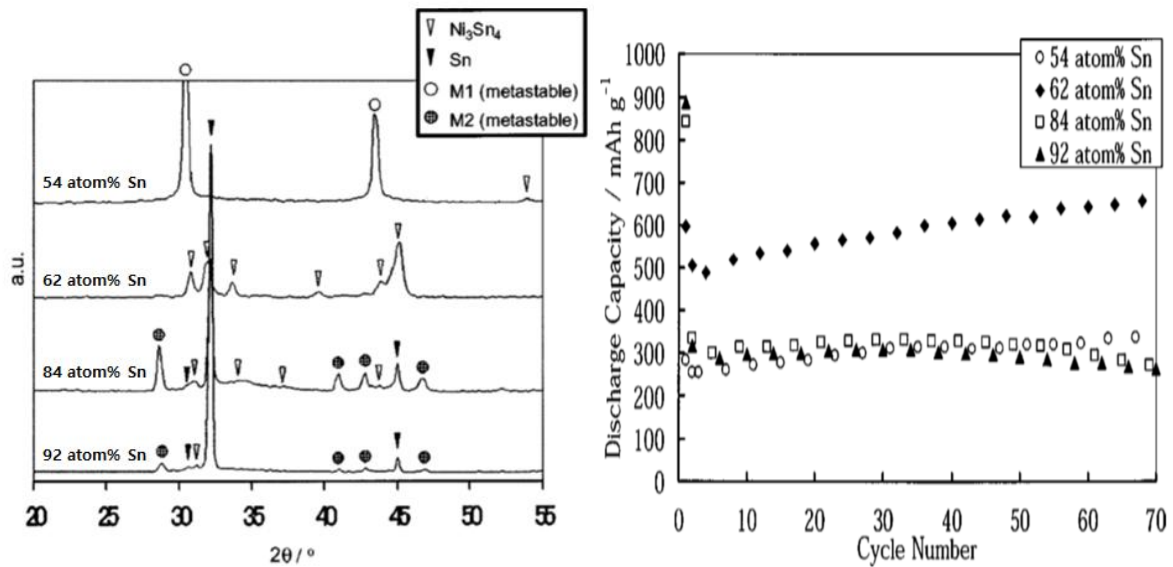 Ni₃Sn₄
Sn
M1 (metastable)
M2 (metastable)
54 atom% Sn
62 atom% Sn
84 atom% Sn
92 atom% Sn
a.u.
20 25 30 35 40 45 50 55
2θ / °
1000
900
800
700
600
500
400
300
200
100
0
Discharge Capacity / mAh g⁻¹
54 atom% Sn
62 atom% Sn
84 atom% Sn
92 atom% Sn
0 10 20 30 40 50 60 70
Cycle Number